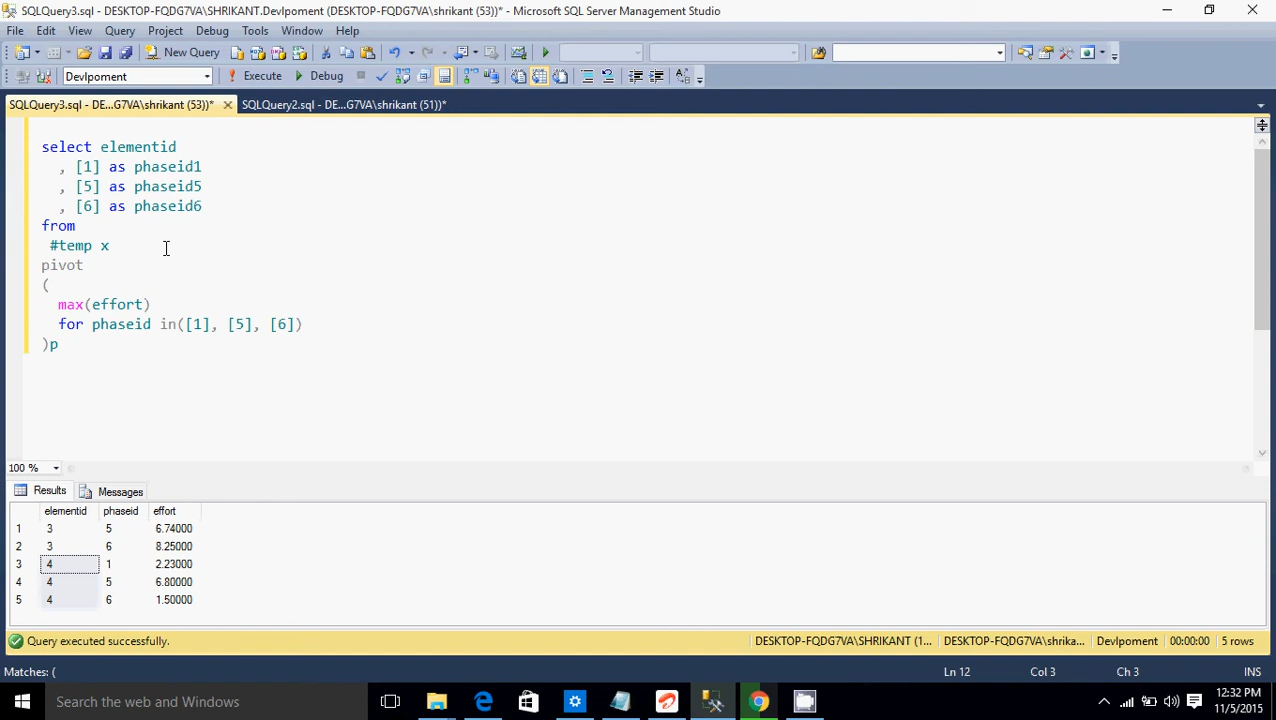 SQLQuery3.sql - DESKTOP-FQDG7VA\SHRIKANT.Devlpoment (DESKTOP-FQDG7VA\shrikant (53))* - Microsoft SQL Server Management Studio
File Edit View Query Project Debug Tools Window Help
New Query
Devlpoment Execute Debug
SQLQuery3.sql - DE...G7VA\shrikant (53))* SQLQuery2.sql - DE...G7VA\shrikant (51))*
select elementid
, [1] as phaseid1
, [5] as phaseid5
, [6] as phaseid6
from
#temp x
pivot
(
max(effort)
for phaseid in([1], [5], [6])
)p
100 %
Results Messages
elementid phaseid effort
1 3 5 6.74000
2 3 6 8.25000
3 4 1 2.23000
4 4 5 6.80000
5 4 6 1.50000
Query executed successfully. DESKTOP-FQDG7VA\SHRIKANT (1... DESKTOP-FQDG7VA\shrika... Devlpoment 00:00:00 5 rows
Matches: ( Ln 12 Col 3 Ch 3 INS
Search the web and Windows 12:32 PM
11/5/2015